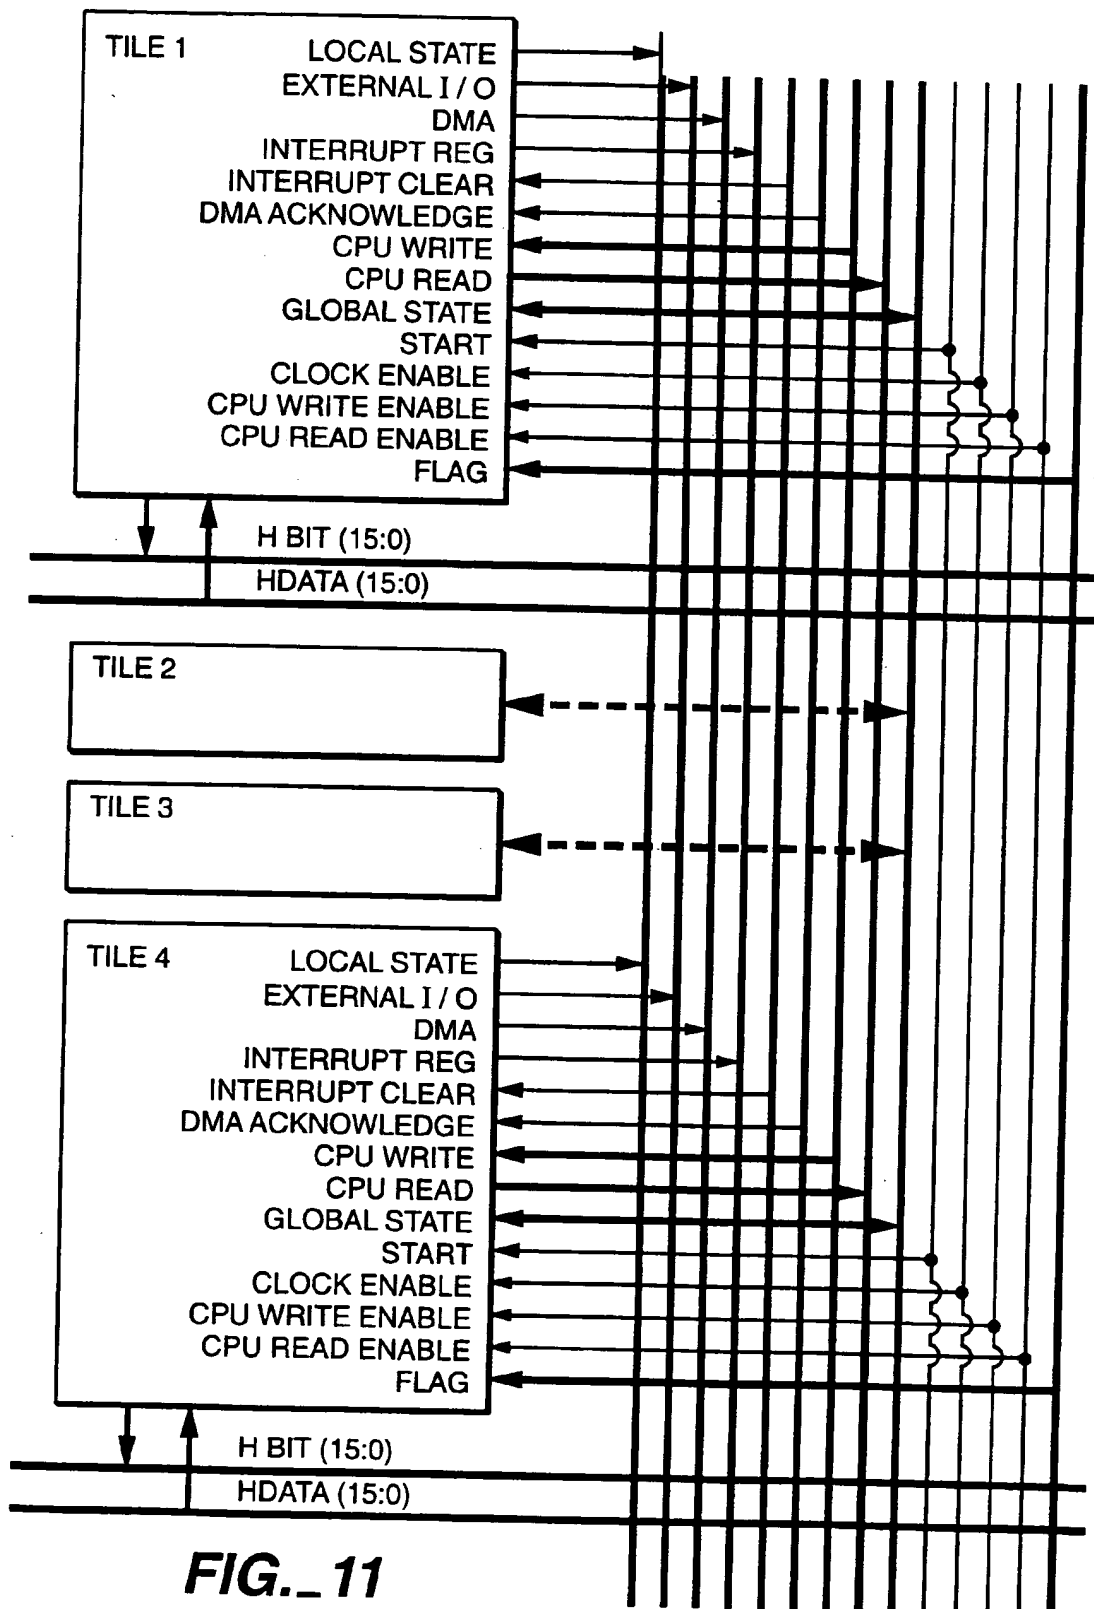 TILE 1
LOCAL STATE
EXTERNAL I / O
DMA
INTERRUPT REG
INTERRUPT CLEAR
DMA ACKNOWLEDGE
CPU WRITE
CPU READ
GLOBAL STATE
START
CLOCK ENABLE
CPU WRITE ENABLE
CPU READ ENABLE
FLAG
H BIT (15:0)
HDATA (15:0)
TILE 2
TILE 3
TILE 4
LOCAL STATE
EXTERNAL I / O
DMA
INTERRUPT REG
INTERRUPT CLEAR
DMA ACKNOWLEDGE
CPU WRITE
CPU READ
GLOBAL STATE
START
CLOCK ENABLE
CPU WRITE ENABLE
CPU READ ENABLE
FLAG
H BIT (15:0)
HDATA (15:0)
FIG._11